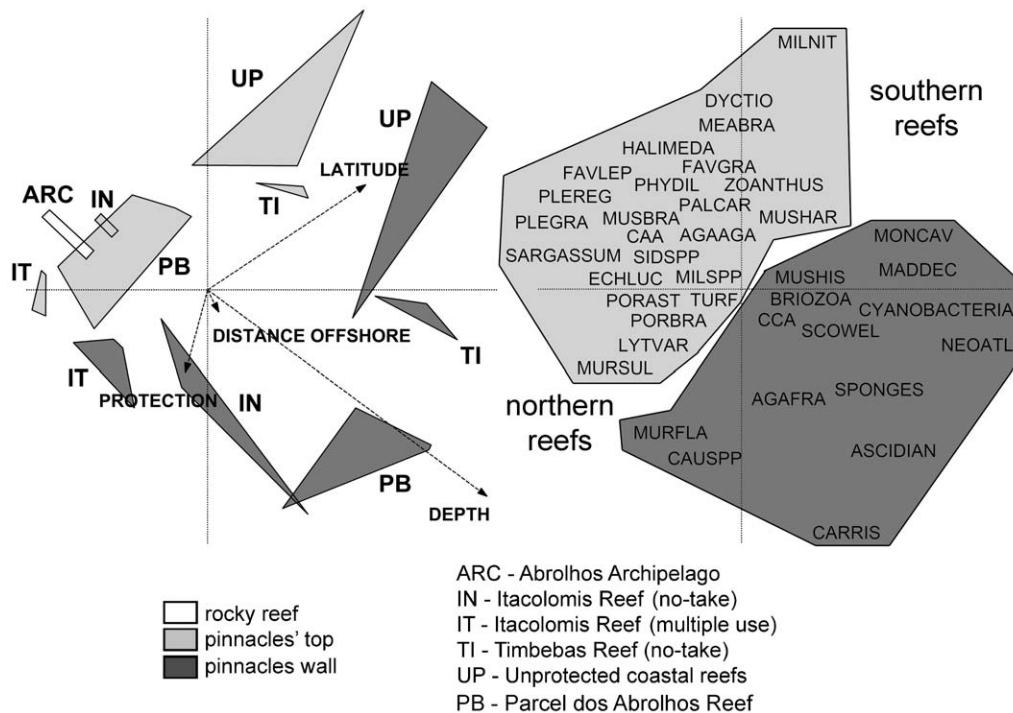 UP
UP
LATITUDE
ARC
IN
TI
IT
PB
DISTANCE OFFSHORE
TI
IT
PROTECTION
IN
PB
DEPTH
MILNIT
southern
reefs
DYCTIO
MEABRA
HALIMEDA
FAVLEP
FAVGRA
PHYDIL
ZOANTHUS
PLEREG
PALCAR
PLEGRA
MUSBRA
MUSHAR
CAA
AGAAGA
SARGASSUM
SIDSPP
ECHLUC
MILSPP
PORAST
TURF
PORBRA
LYTVAR
MURSUL
MONCAV
MADDEC
MUSHIS
BRIOZOA
CYANOBACTERIA
CCA
SCOWEL
NEOATL
northern
reefs
AGAFRA
SPONGES
MURFLA
CAUSPP
ASCIDIAN
CARRIS
rocky reef
pinnacles' top
pinnacles wall
ARC - Abrolhos Archipelago
IN - Itacolomis Reef (no-take)
IT - Itacolomis Reef (multiple use)
TI - Timbebas Reef (no-take)
UP - Unprotected coastal reefs
PB - Parcel dos Abrolhos Reef